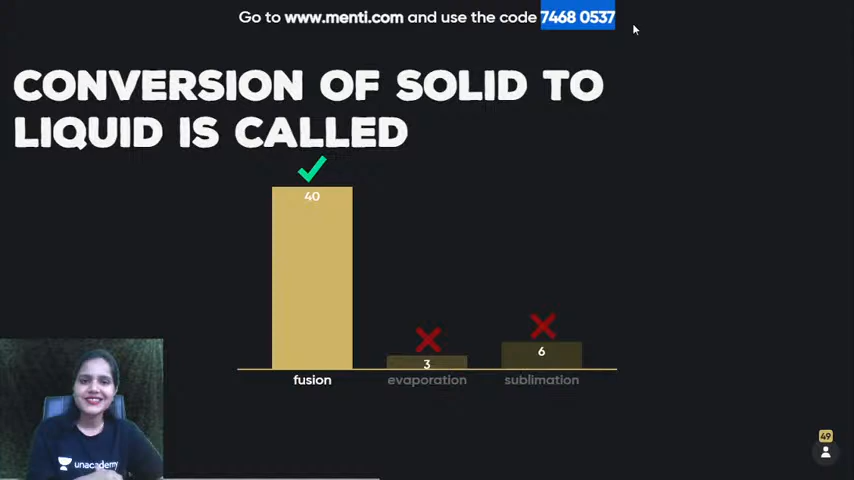 Go to www.menti.com and use the code 7468 0537
CONVERSION OF SOLID TO
LIQUID IS CALLED
40
3
6
fusion
evaporation
sublimation
unacademy
49